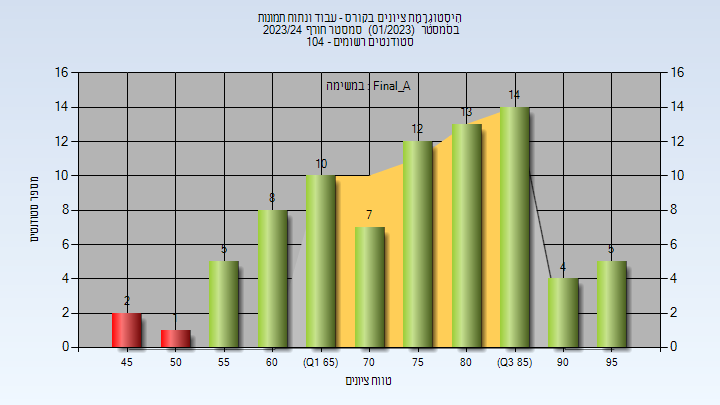 היסטוגרמת ציונים בקורס - עבוד ונתוח תמונות
בסמסטר (01/2023) סמסטר חורף 2023/24
סטודנטים רשומים - 104
במשימה : Final_A
מספר סטודנטים
16 16
14 14
12 12
10 10
8 8
6 6
4 4
2 2
0 0
2 1 5 8 10 7 12 13 14 4 5
45 50 55 60 (Q1 65) 70 75 80 (Q3 85) 90 95
טווח ציונים